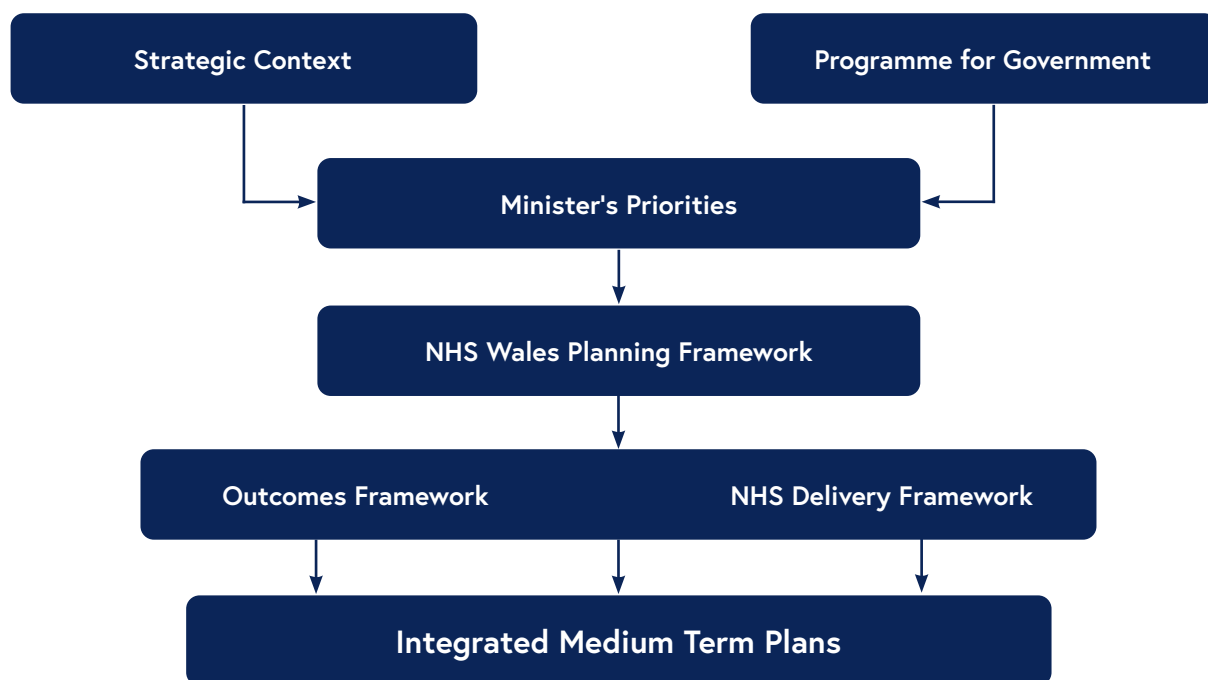 Strategic Context
Programme for Government
Minister's Priorities
NHS Wales Planning Framework
Outcomes Framework
NHS Delivery Framework
Integrated Medium Term Plans